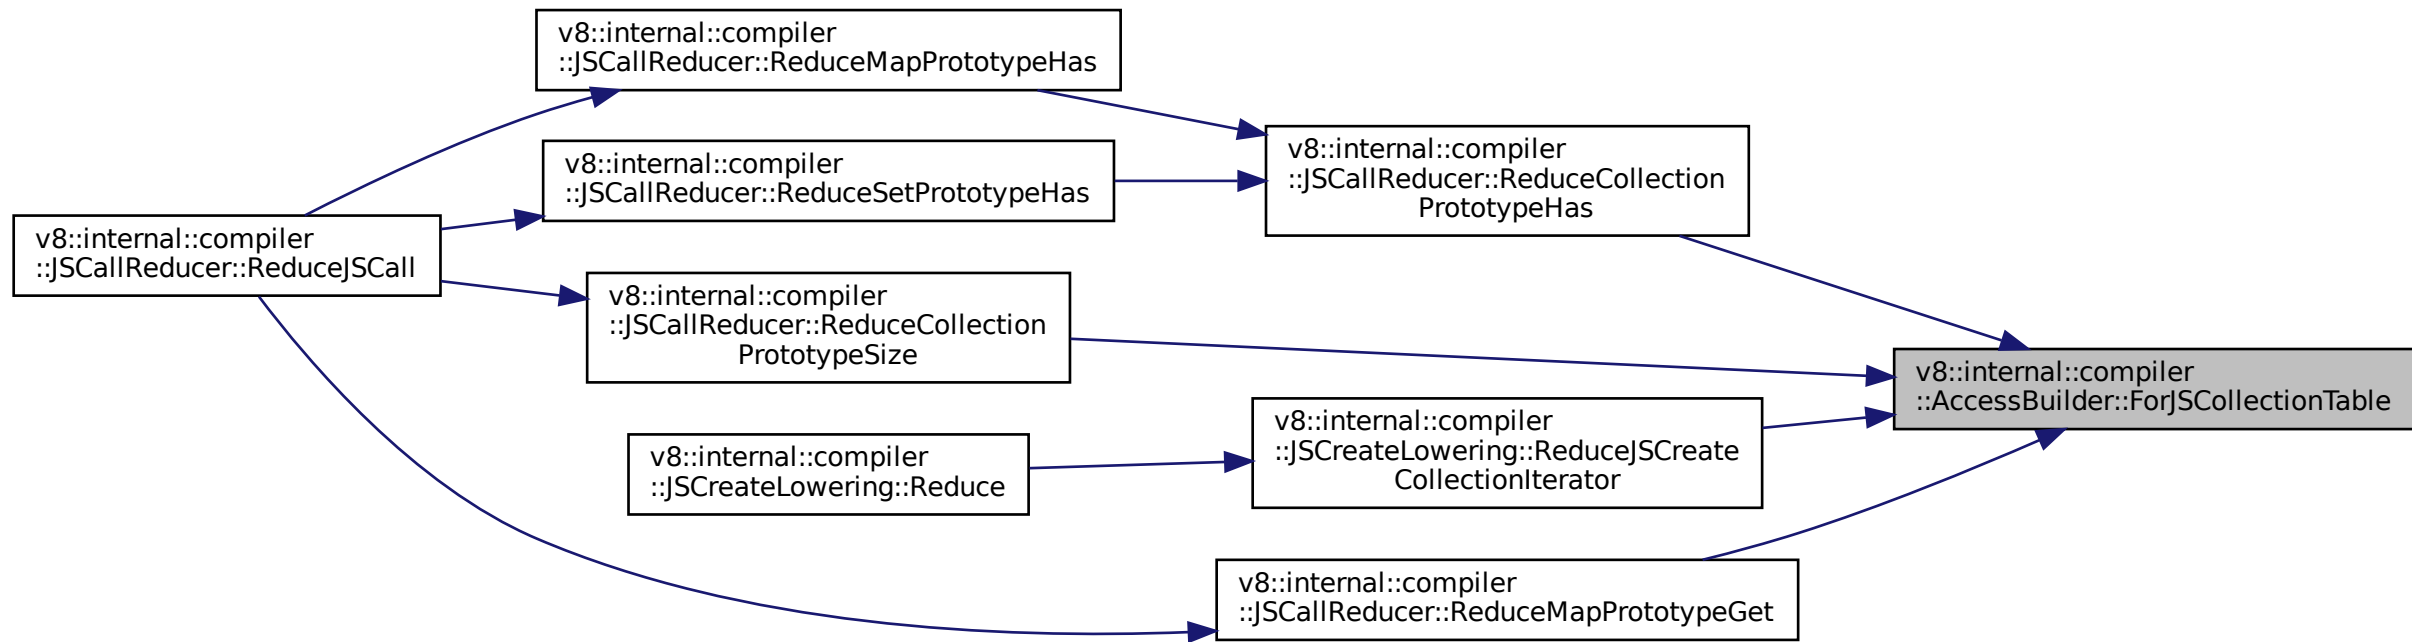 v8::internal::compiler
::JSCallReducer::ReduceMapPrototypeHas
v8::internal::compiler
::JSCallReducer::ReduceCollection
PrototypeHas
v8::internal::compiler
::JSCallReducer::ReduceSetPrototypeHas
v8::internal::compiler
::JSCallReducer::ReduceJSCall
v8::internal::compiler
::JSCallReducer::ReduceCollection
PrototypeSize
v8::internal::compiler
::AccessBuilder::ForJSCollectionTable
v8::internal::compiler
::JSCreateLowering::ReduceJSCreate
CollectionIterator
v8::internal::compiler
::JSCreateLowering::Reduce
v8::internal::compiler
::JSCallReducer::ReduceMapPrototypeGet